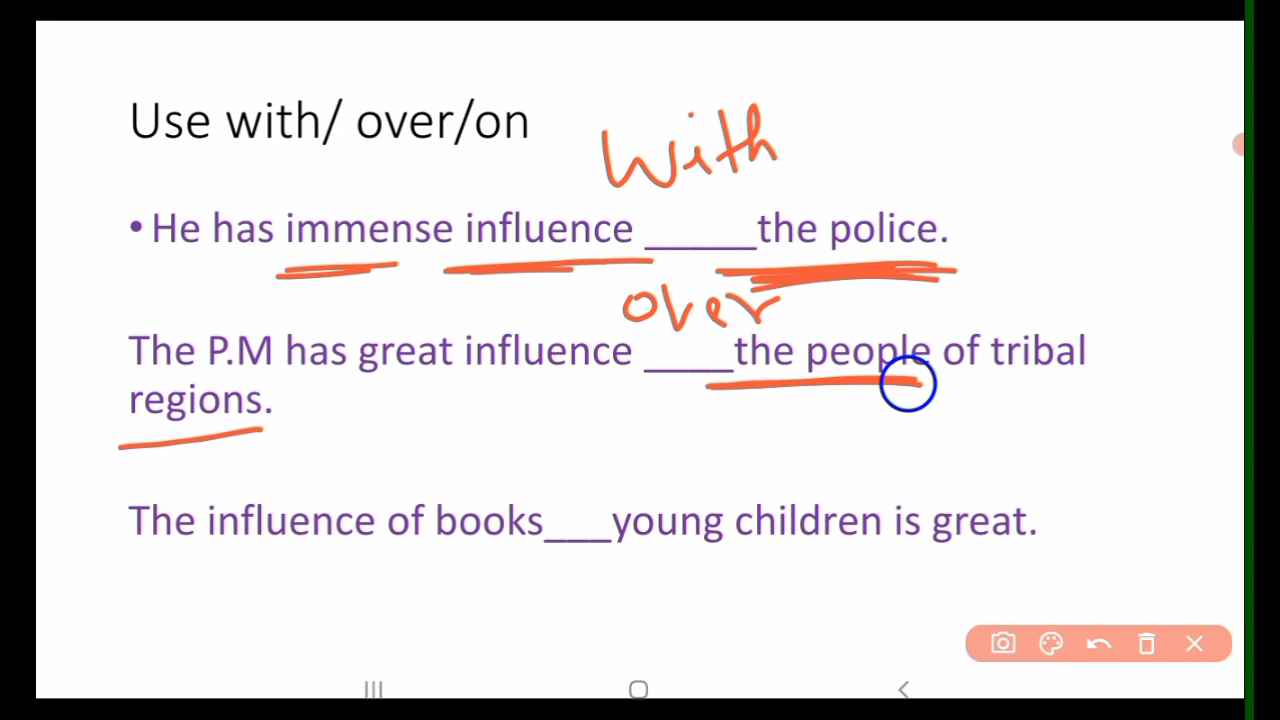 Use with/ over/on
With
• He has immense influence _____the police.
over
The P.M has great influence ____the people of tribal
regions.
The influence of books___young children is great.